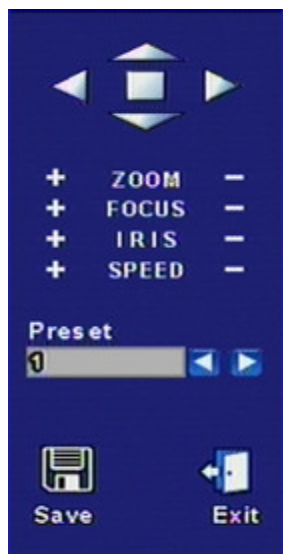 + ZOOM −
+ FOCUS −
+ IRIS −
+ SPEED −
Preset
1
Save Exit